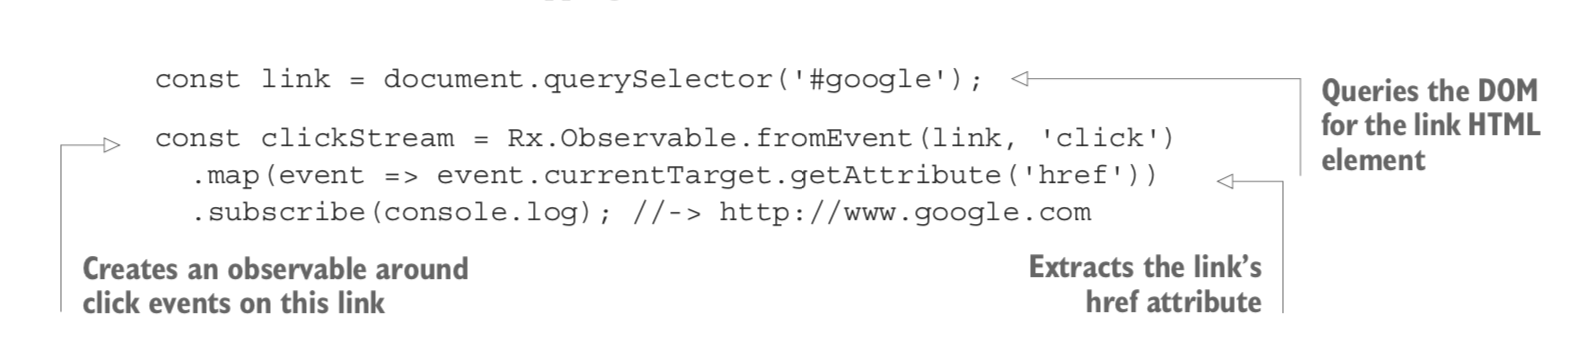 const link = document.querySelector('#google');
Queries the DOM
for the link HTML
element
const clickStream = Rx.Observable.fromEvent(link, 'click')
.map(event => event.currentTarget.getAttribute('href'))
.subscribe(console.log); //-> http://www.google.com
Creates an observable around
click events on this link
Extracts the link's
href attribute